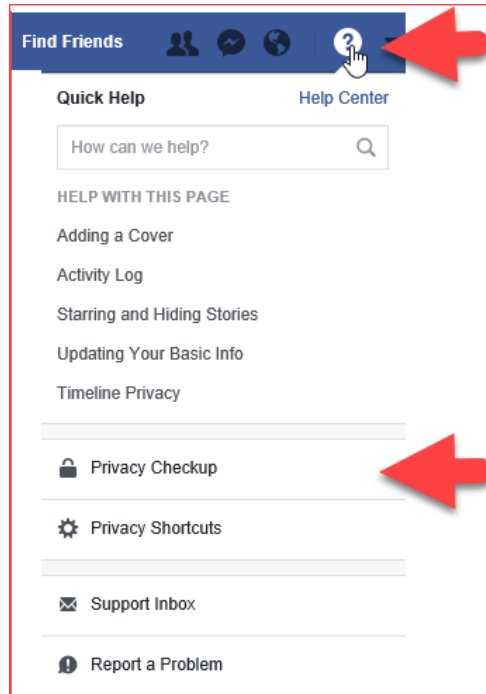 Find Friends ?
Quick Help Help Center
How can we help?
HELP WITH THIS PAGE
Adding a Cover
Activity Log
Starring and Hiding Stories
Updating Your Basic Info
Timeline Privacy
Privacy Checkup
Privacy Shortcuts
Support Inbox
Report a Problem